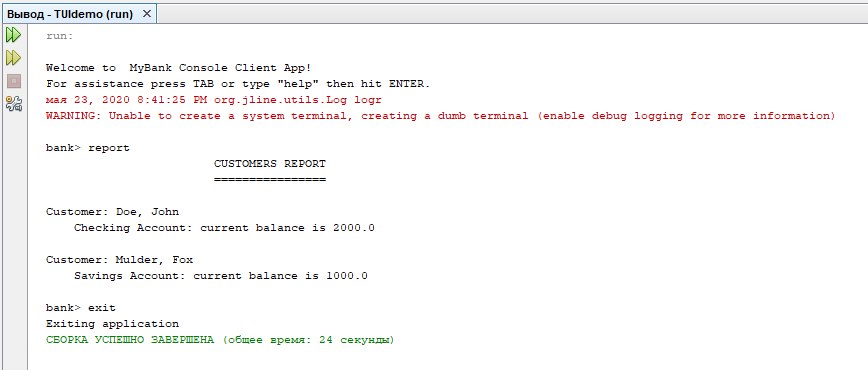 Вывод - TUIdemo (run)
run:
Welcome to  MyBank Console Client App!
For assistance press TAB or type "help" then hit ENTER.
мая 23, 2020 8:41:25 PM org.jline.utils.Log logr
WARNING: Unable to create a system terminal, creating a dumb terminal (enable debug logging for more information)
bank> report
CUSTOMERS REPORT
================
Customer: Doe, John
Checking Account: current balance is 2000.0
Customer: Mulder, Fox
Savings Account: current balance is 1000.0
bank> exit
Exiting application
СБОРКА УСПЕШНО ЗАВЕРШЕНА (общее время: 24 секунды)